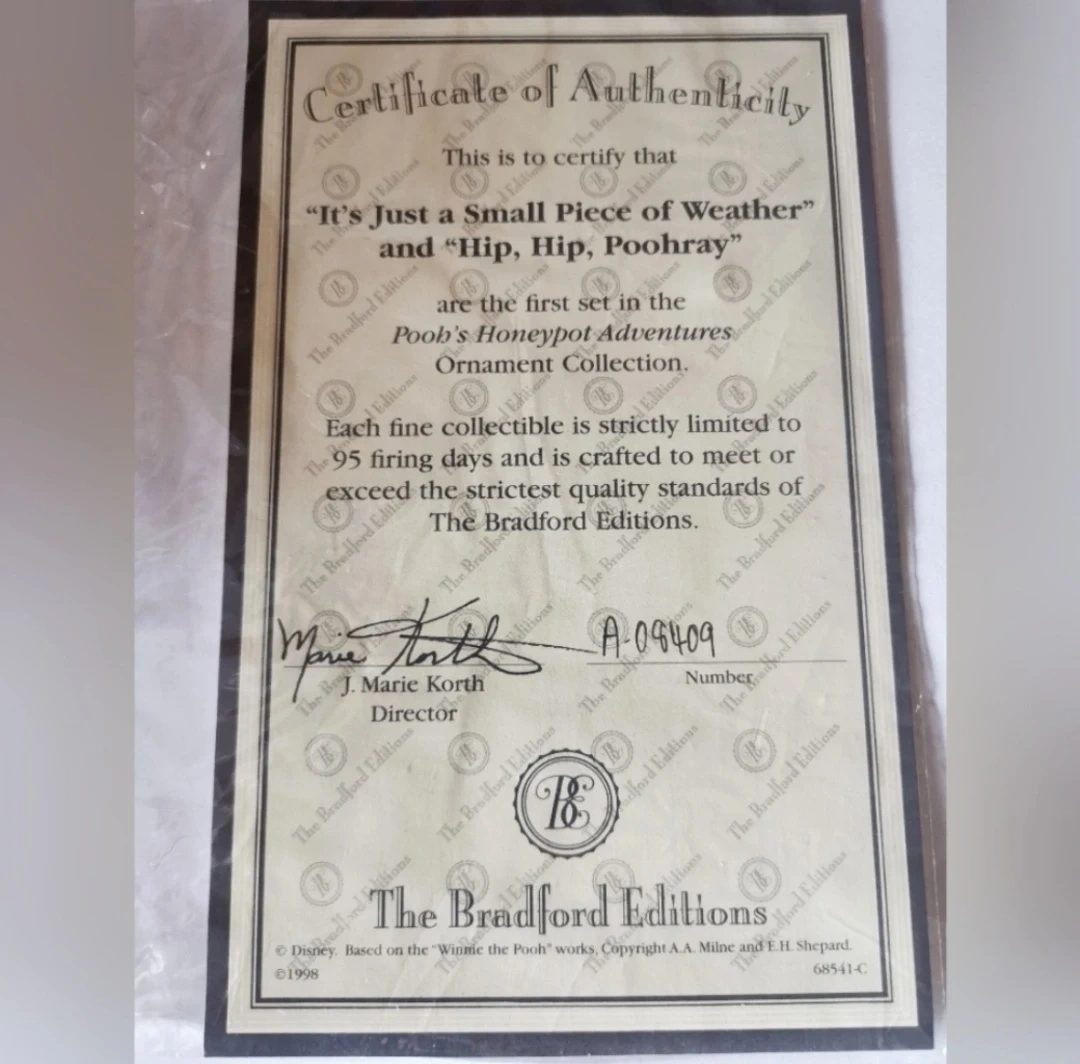 Certificate of Authenticity
This is to certify that
“It’s Just a Small Piece of Weather”
and “Hip, Hip, Poohray”
are the first set in the
Pooh’s Honeypot Adventures
Ornament Collection.
Each fine collectible is strictly limited to
95 firing days and is crafted to meet or
exceed the strictest quality standards of
The Bradford Editions.
Marie Korth A-08409
J. Marie Korth Number
Director
BE
The Bradford Editions
© Disney. Based on the "Winnie the Pooh" works, Copyright A.A. Milne and E.H. Shepard.
©1998 68541-C